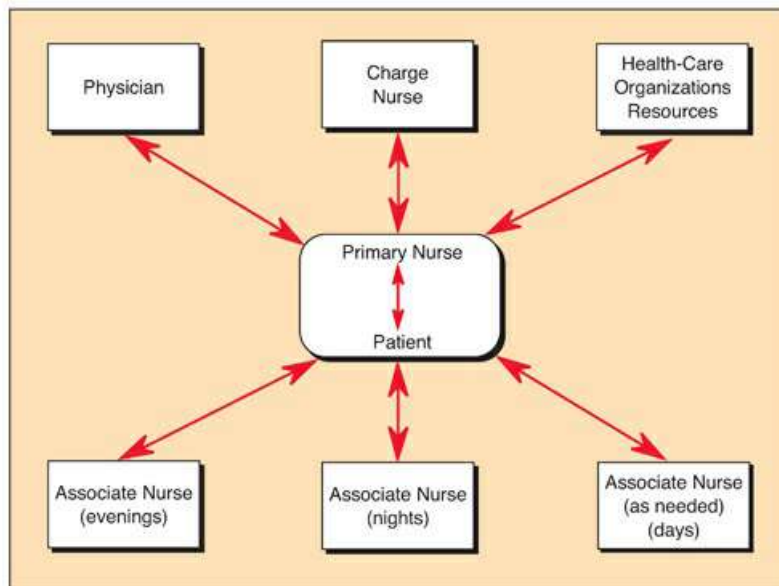 Physician
Charge
Nurse
Health-Care
Organizations
Resources
Primary Nurse
Patient
Associate Nurse
(evenings)
Associate Nurse
(nights)
Associate Nurse
(as needed)
(days)